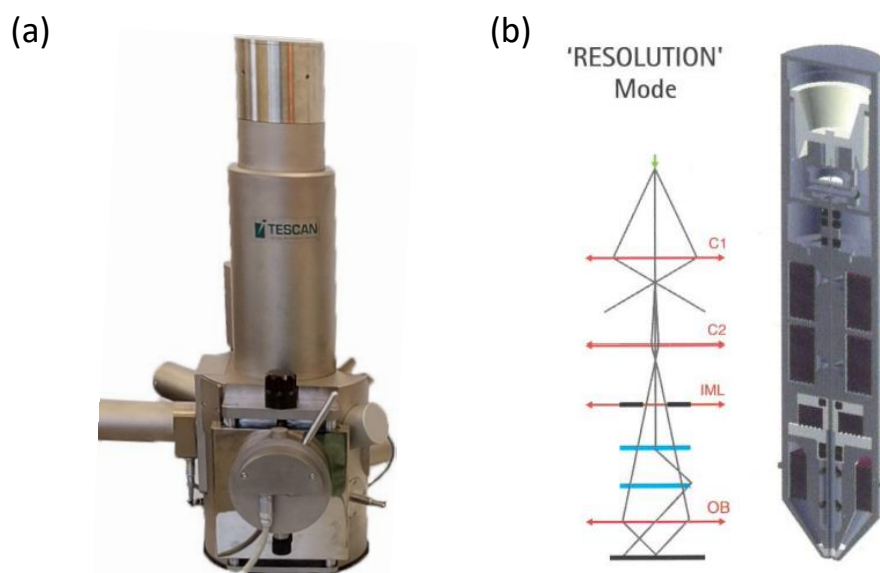 (a)
(b)
TESCAN
'RESOLUTION'
Mode
C1
C2
IML
OB